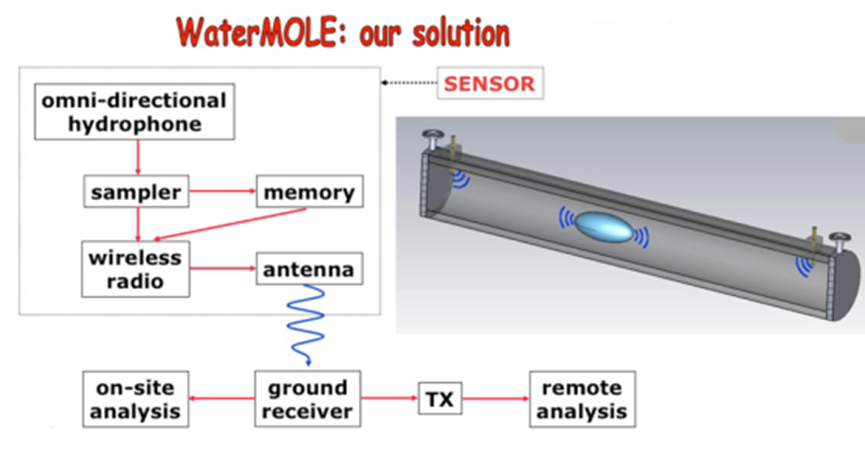 WaterMOLE: our solution
SENSOR
omni-directional
hydrophone
sampler
memory
wireless
radio
antenna
on-site
analysis
ground
receiver
TX
remote
analysis